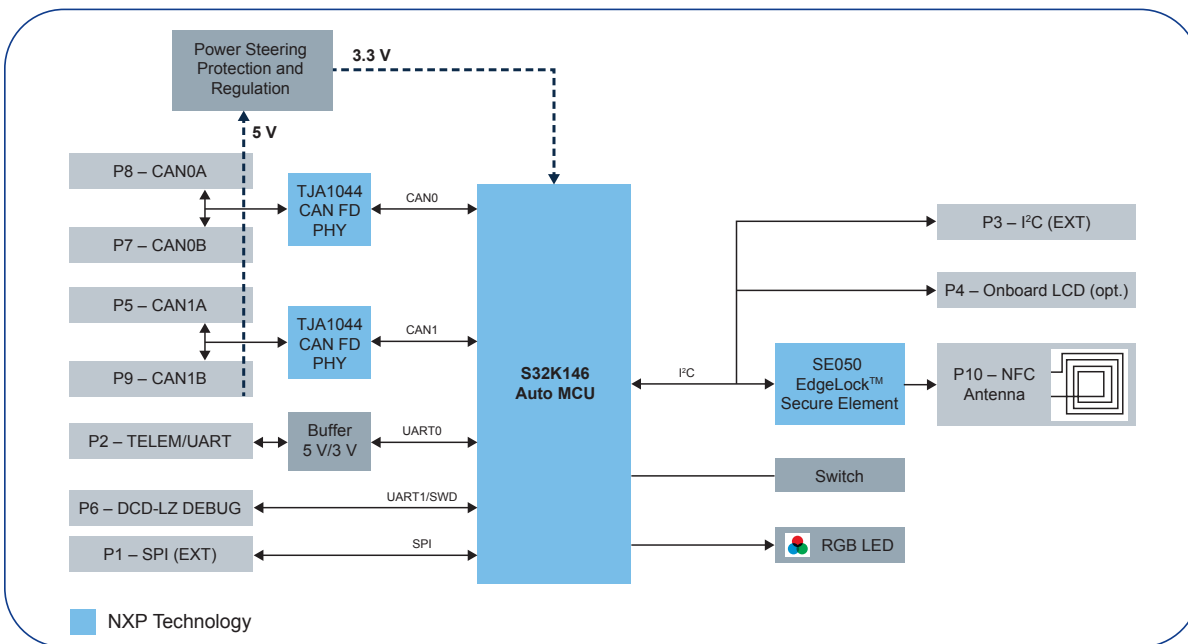 Power Steering
Protection and
Regulation
3.3 V
5 V
P8 – CAN0A
P7 – CAN0B
TJA1044
CAN FD
PHY
CAN0
P5 – CAN1A
P9 – CAN1B
TJA1044
CAN FD
PHY
CAN1
P2 – TELEM/UART
Buffer
5 V/3 V
UART0
P6 – DCD-LZ DEBUG
UART1/SWD
P1 – SPI (EXT)
SPI
S32K146
Auto MCU
I²C
P3 – I²C (EXT)
P4 – Onboard LCD (opt.)
SE050
EdgeLock™
Secure Element
P10 – NFC
Antenna
Switch
RGB LED
NXP Technology